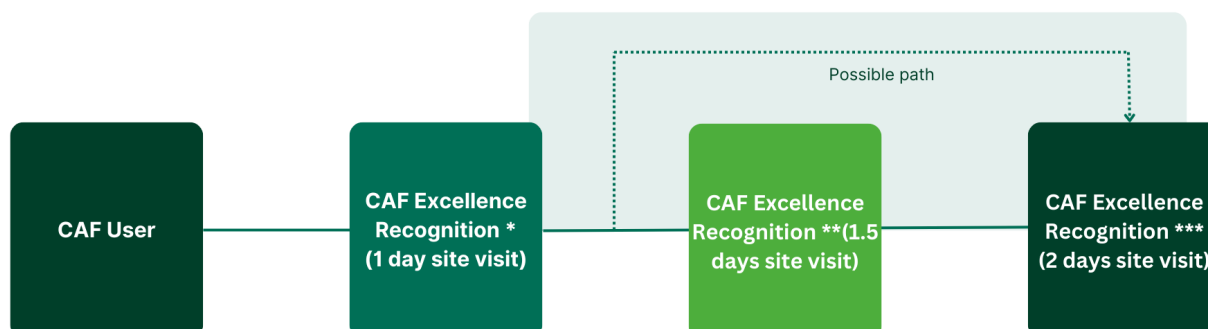 Possible path
CAF User
CAF Excellence
Recognition *
(1 day site visit)
CAF Excellence
Recognition **(1.5
days site visit)
CAF Excellence
Recognition ***
(2 days site visit)